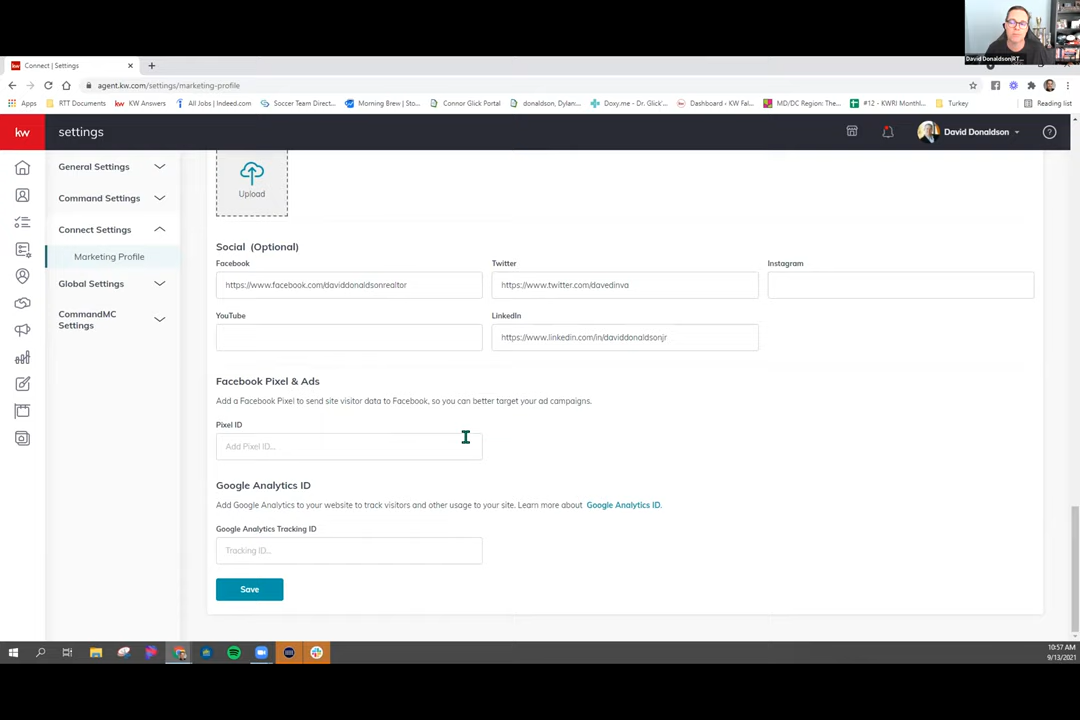 David Donaldson|RT...
kw Connect | Settings
agent.kw.com/settings/marketing-profile
Apps RTT Documents kw KW Answers All Jobs | Indeed.com Soccer Team Direct... Morning Brew | Sto... Connor Glick Portal donaldson, Dylan... Doxy.me - Dr. Glick'... Dashboard - KW Fal... MD/DC Region: The... #12 - KWRI Monthl... Turkey Reading list
kw settings David Donaldson
General Settings
Command Settings
Connect Settings
Marketing Profile
Global Settings
CommandMC
Settings
Upload
Social (Optional)
Facebook Twitter Instagram
https://www.facebook.com/daviddonaldsonrealtor https://www.twitter.com/davedinva
YouTube LinkedIn
https://www.linkedin.com/in/daviddonaldsonjr
Facebook Pixel & Ads
Add a Facebook Pixel to send site visitor data to Facebook, so you can better target your ad campaigns.
Pixel ID
Add Pixel ID...
Google Analytics ID
Add Google Analytics to your website to track visitors and other usage to your site. Learn more about Google Analytics ID.
Google Analytics Tracking ID
Tracking ID...
Save
10:57 AM
9/13/2021